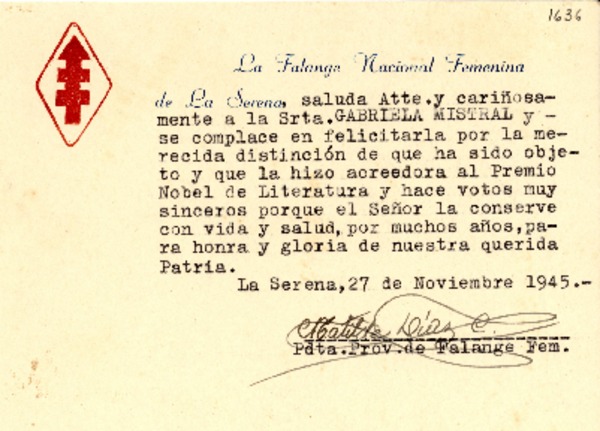 1636
La Falange Nacional Femenina
de La Serena, saluda Atte.y cariñosa-
mente a la Srta.GABRIELA MISTRAL y -
se complace en felicitarla por la me-
recida distinción de que ha sido obje-
to y que la hizo acreedora al Premio
Nobel de Literatura y hace votos muy
sinceros porque el Señor la conserve
con vida y salud, por muchos años,pa-
ra honra y gloria de nuestra querida
Patria.
La Serena,27 de Noviembre 1945.-
Matilde Díaz C.
Pdta.Prov.de Falange Fem.